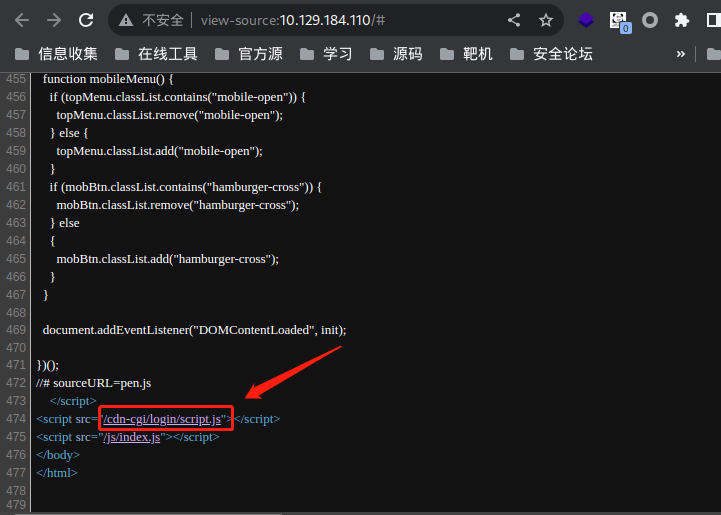 不安全 | view-source:10.129.184.110/#
0
信息收集 在线工具 官方源 学习 源码 靶机 安全论坛 »
455 function mobileMenu() {
456 if (topMenu.classList.contains("mobile-open")) {
457 topMenu.classList.remove("mobile-open");
458 } else {
459 topMenu.classList.add("mobile-open");
460 }
461 if (mobBtn.classList.contains("hamburger-cross")) {
462 mobBtn.classList.remove("hamburger-cross");
463 } else
464 {
465 mobBtn.classList.add("hamburger-cross");
466 }
467 }
468
469 document.addEventListener("DOMContentLoaded", init);
470
471 })();
472 //# sourceURL=pen.js
473 </script>
474 <script src="/cdn-cgi/login/script.js"></script>
475 <script src="/js/index.js"></script>
476 </body>
477 </html>
478
479